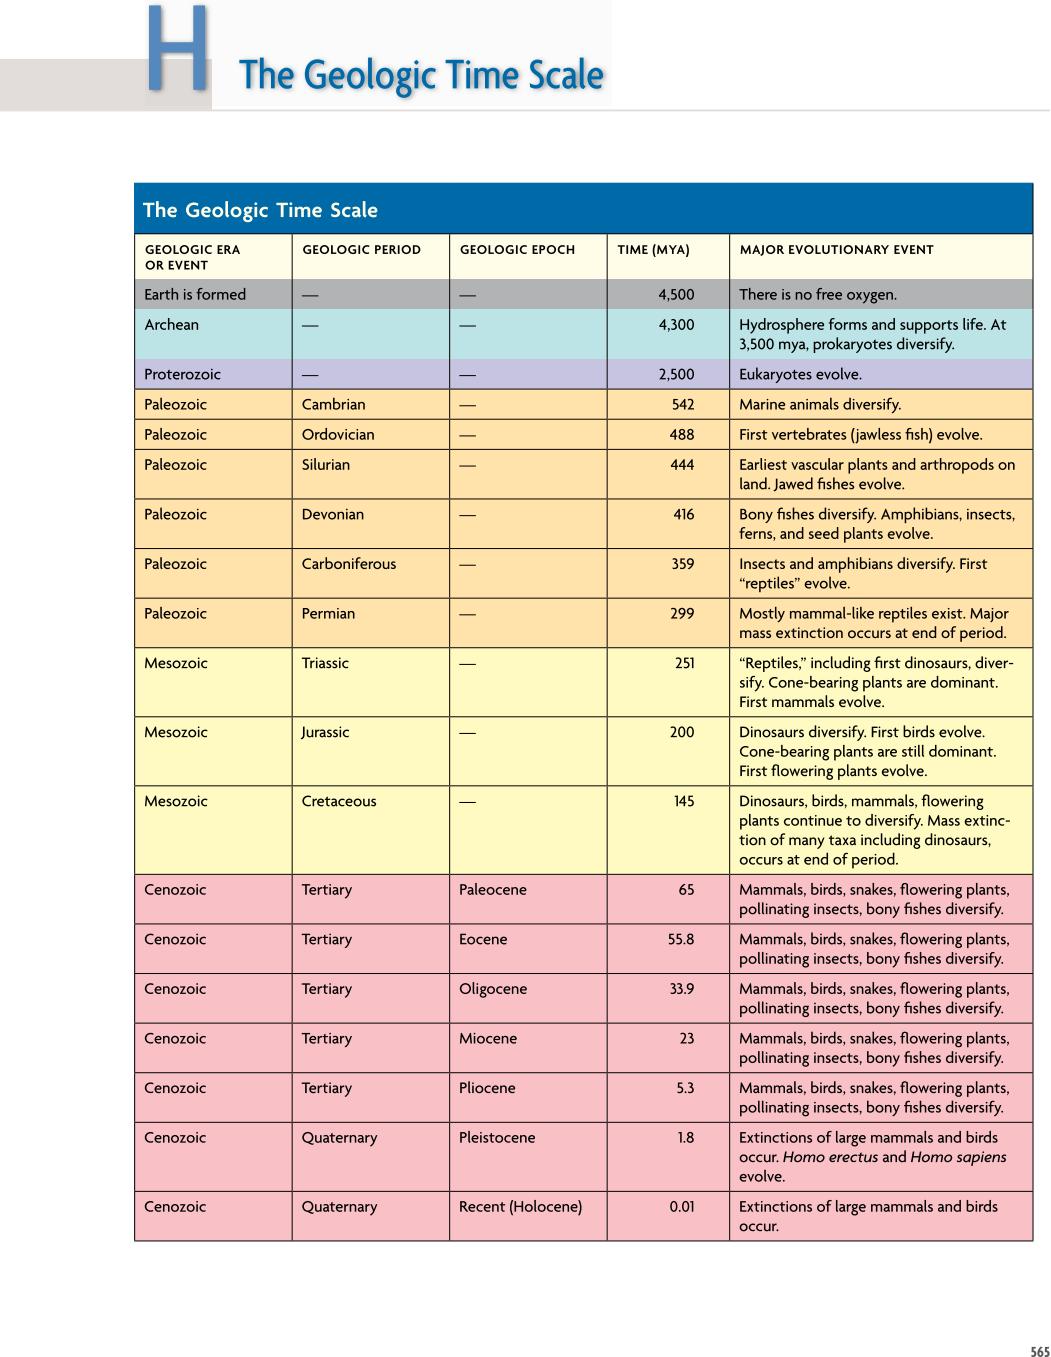 H
The Geologic Time Scale
The Geologic Time Scale
GEOLOGIC ERA
OR EVENT
GEOLOGIC PERIOD
GEOLOGIC EPOCH
TIME (MYA)
MAJOR EVOLUTIONARY EVENT
Earth is formed — — 4,500 There is no free oxygen.
Archean — — 4,300 Hydrosphere forms and supports life. At
3,500 mya, prokaryotes diversify.
Proterozoic — — 2,500 Eukaryotes evolve.
Paleozoic Cambrian — 542 Marine animals diversify.
Paleozoic Ordovician — 488 First vertebrates (jawless fish) evolve.
Paleozoic Silurian — 444 Earliest vascular plants and arthropods on
land. Jawed fishes evolve.
Paleozoic Devonian — 416 Bony fishes diversify. Amphibians, insects,
ferns, and seed plants evolve.
Paleozoic Carboniferous — 359 Insects and amphibians diversify. First
“reptiles” evolve.
Paleozoic Permian — 299 Mostly mammal-like reptiles exist. Major
mass extinction occurs at end of period.
Mesozoic Triassic — 251 “Reptiles,” including first dinosaurs, diver-
sify. Cone-bearing plants are dominant.
First mammals evolve.
Mesozoic Jurassic — 200 Dinosaurs diversify. First birds evolve.
Cone-bearing plants are still dominant.
First flowering plants evolve.
Mesozoic Cretaceous — 145 Dinosaurs, birds, mammals, flowering
plants continue to diversify. Mass extinc-
tion of many taxa including dinosaurs,
occurs at end of period.
Cenozoic Tertiary Paleocene 65 Mammals, birds, snakes, flowering plants,
pollinating insects, bony fishes diversify.
Cenozoic Tertiary Eocene 55.8 Mammals, birds, snakes, flowering plants,
pollinating insects, bony fishes diversify.
Cenozoic Tertiary Oligocene 33.9 Mammals, birds, snakes, flowering plants,
pollinating insects, bony fishes diversify.
Cenozoic Tertiary Miocene 23 Mammals, birds, snakes, flowering plants,
pollinating insects, bony fishes diversify.
Cenozoic Tertiary Pliocene 5.3 Mammals, birds, snakes, flowering plants,
pollinating insects, bony fishes diversify.
Cenozoic Quaternary Pleistocene 1.8 Extinctions of large mammals and birds
occur. Homo erectus and Homo sapiens
evolve.
Cenozoic Quaternary Recent (Holocene) 0.01 Extinctions of large mammals and birds
occur.
565